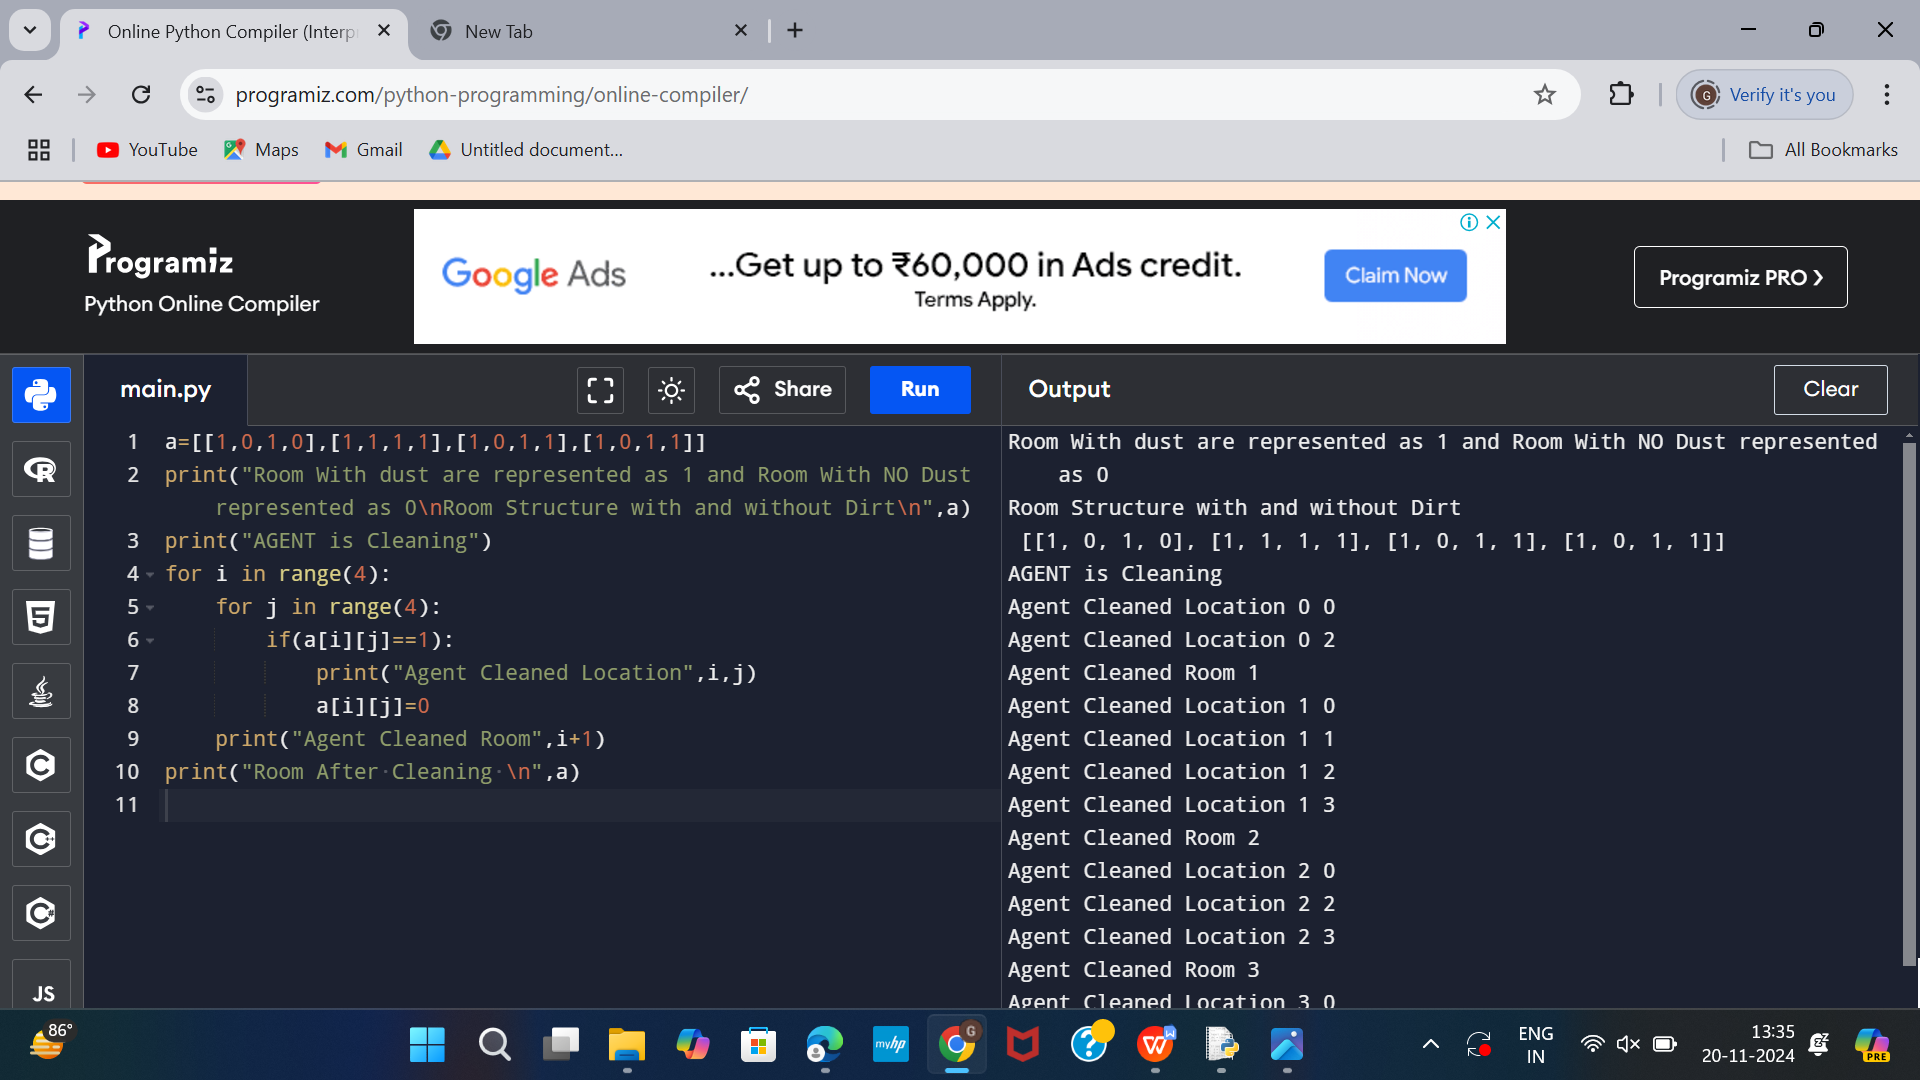 Online Python Compiler (Interp
New Tab
programiz.com/python-programming/online-compiler/
G
Verify it's you
YouTube
Maps
Gmail
Untitled document...
All Bookmarks
Programiz
Python Online Compiler
Google Ads
...Get up to ₹60,000 in Ads credit.
Terms Apply.
Claim Now
Programiz PRO ❯
main.py
Share
Run
Output
Clear
1 a=[[1,0,1,0],[1,1,1,1],[1,0,1,1],[1,0,1,1]]
2 print("Room With dust are represented as 1 and Room With NO Dust
represented as 0\nRoom Structure with and without Dirt\n",a)
3 print("AGENT is Cleaning")
4 for i in range(4):
5 for j in range(4):
6 if(a[i][j]==1):
7 print("Agent Cleaned Location",i,j)
8 a[i][j]=0
9 print("Agent Cleaned Room",i+1)
10 print("Room After·Cleaning·\n",a)
11
Room With dust are represented as 1 and Room With NO Dust represented
as 0
Room Structure with and without Dirt
[[1, 0, 1, 0], [1, 1, 1, 1], [1, 0, 1, 1], [1, 0, 1, 1]]
AGENT is Cleaning
Agent Cleaned Location 0 0
Agent Cleaned Location 0 2
Agent Cleaned Room 1
Agent Cleaned Location 1 0
Agent Cleaned Location 1 1
Agent Cleaned Location 1 2
Agent Cleaned Location 1 3
Agent Cleaned Room 2
Agent Cleaned Location 2 0
Agent Cleaned Location 2 2
Agent Cleaned Location 2 3
Agent Cleaned Room 3
Agent Cleaned Location 3 0
R
5
C
C++
C#
JS
86°
myhp
G
W
ENG
IN
13:35
20-11-2024
PRE